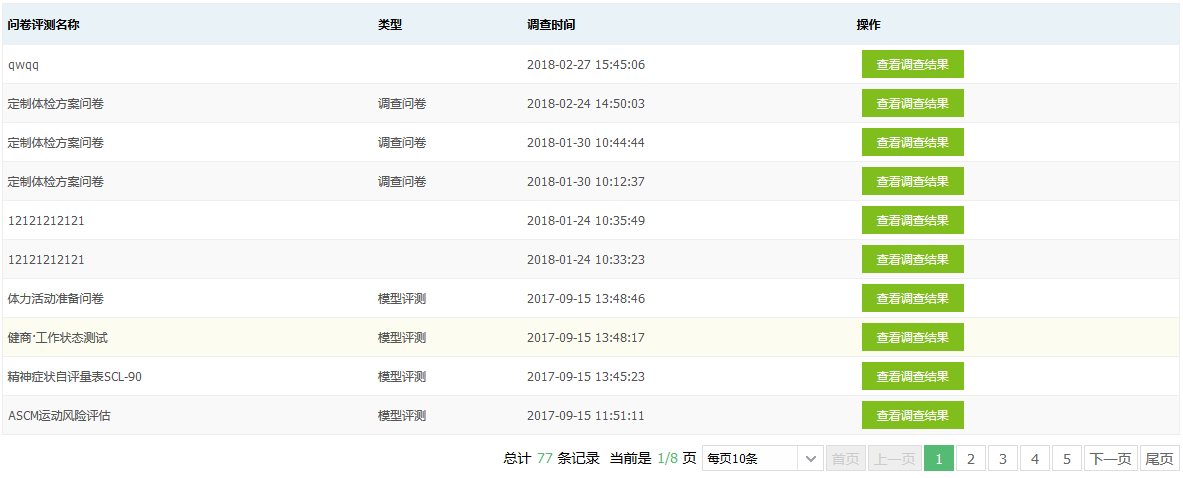 问卷评测名称 类型 调查时间 操作
qwqq 2018-02-27 15:45:06 查看调查结果
定制体检方案问卷 调查问卷 2018-02-24 14:50:03 查看调查结果
定制体检方案问卷 调查问卷 2018-01-30 10:44:44 查看调查结果
定制体检方案问卷 调查问卷 2018-01-30 10:12:37 查看调查结果
12121212121 2018-01-24 10:35:49 查看调查结果
12121212121 2018-01-24 10:33:23 查看调查结果
体力活动准备问卷 模型评测 2017-09-15 13:48:46 查看调查结果
健商·工作状态测试 模型评测 2017-09-15 13:48:17 查看调查结果
精神症状自评量表SCL-90 模型评测 2017-09-15 13:45:23 查看调查结果
ASCM运动风险评估 模型评测 2017-09-15 11:51:11 查看调查结果
总计 77 条记录 当前是 1/8 页 每页10条 首页 上一页 1 2 3 4 5 下一页 尾页